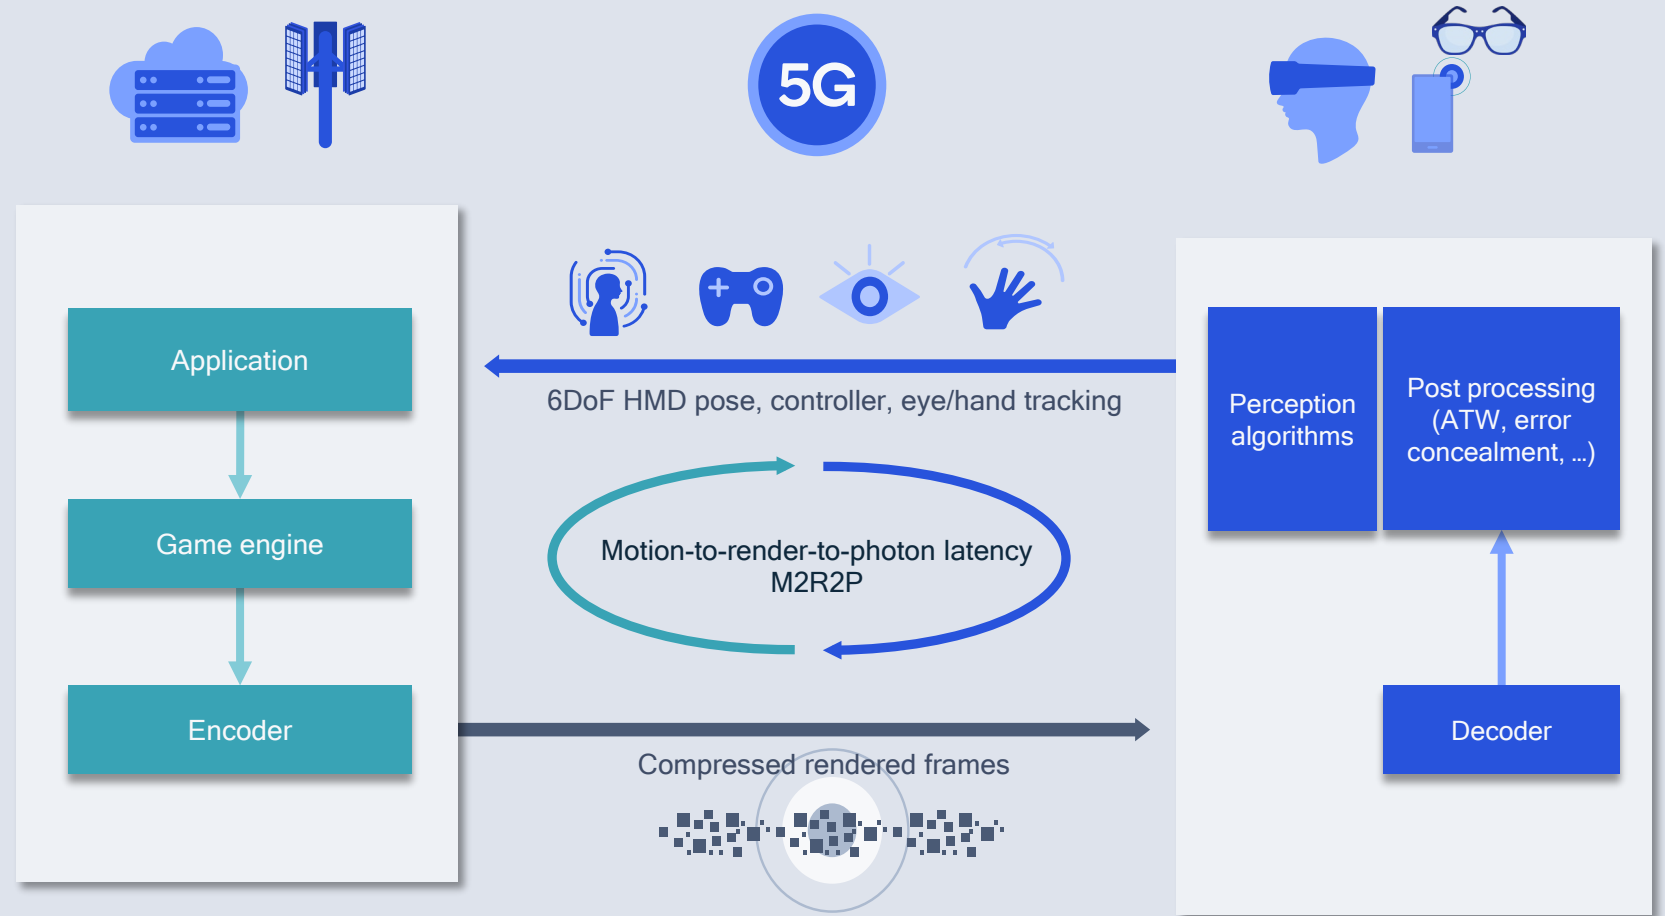 5G
Application
Game engine
Encoder
6DoF HMD pose, controller, eye/hand tracking
Motion-to-render-to-photon latency
M2R2P
Compressed rendered frames
Perception
algorithms
Post processing
(ATW, error
concealment, …)
Decoder